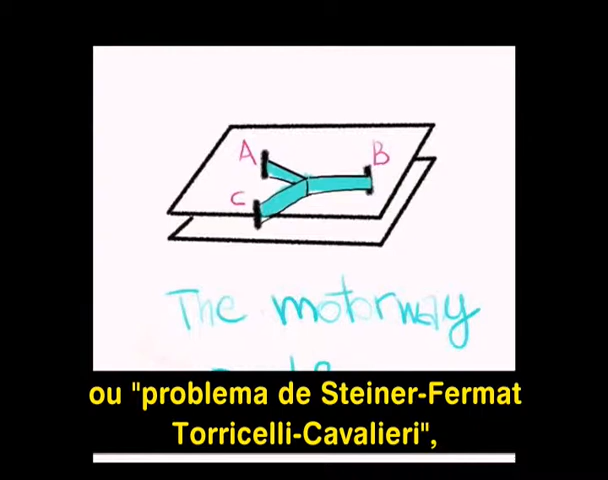 A
B
C
The motorway
ou "problema de Steiner-Fermat
Torricelli-Cavalieri",